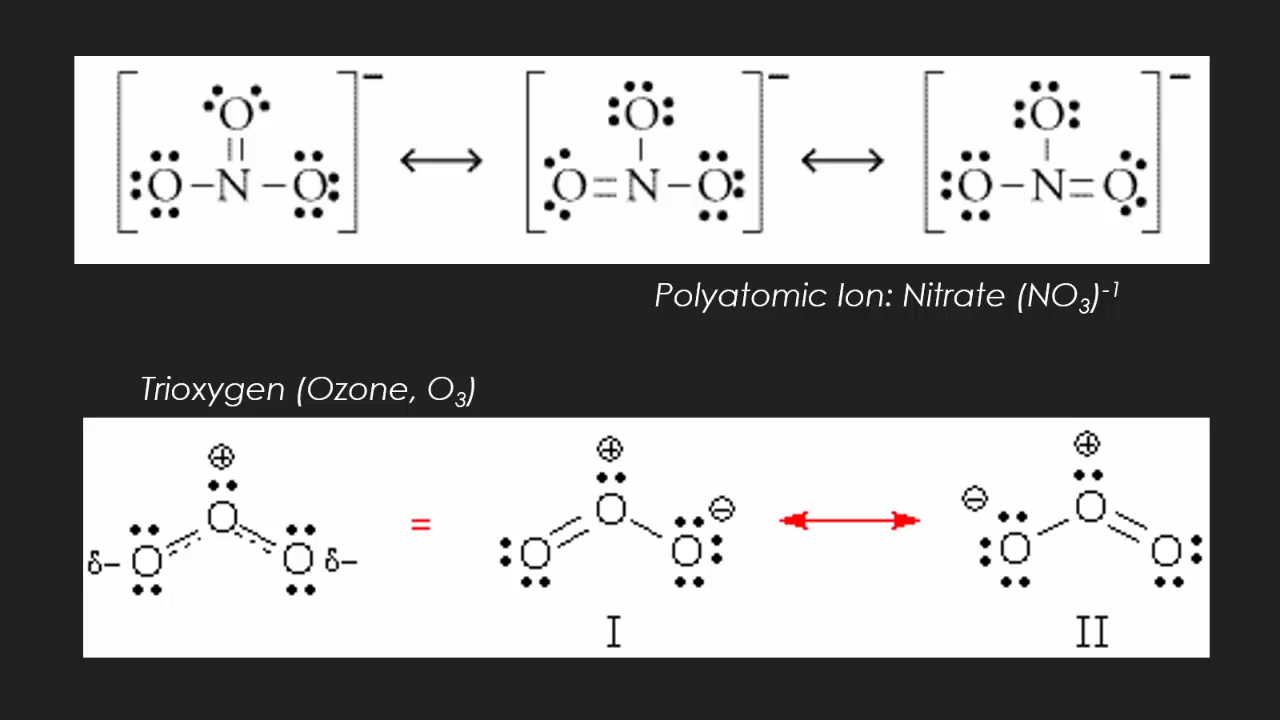 O O O
O – N – O – ↔ O = N – O – ↔ O – N = O –
Polyatomic Ion: Nitrate (NO₃)⁻¹
Trioxygen (Ozone, O₃)
⊕ ⊕ ⊕
O O ⊖ ⊖ O
δ– O O δ– = O O ↔ O O
I II